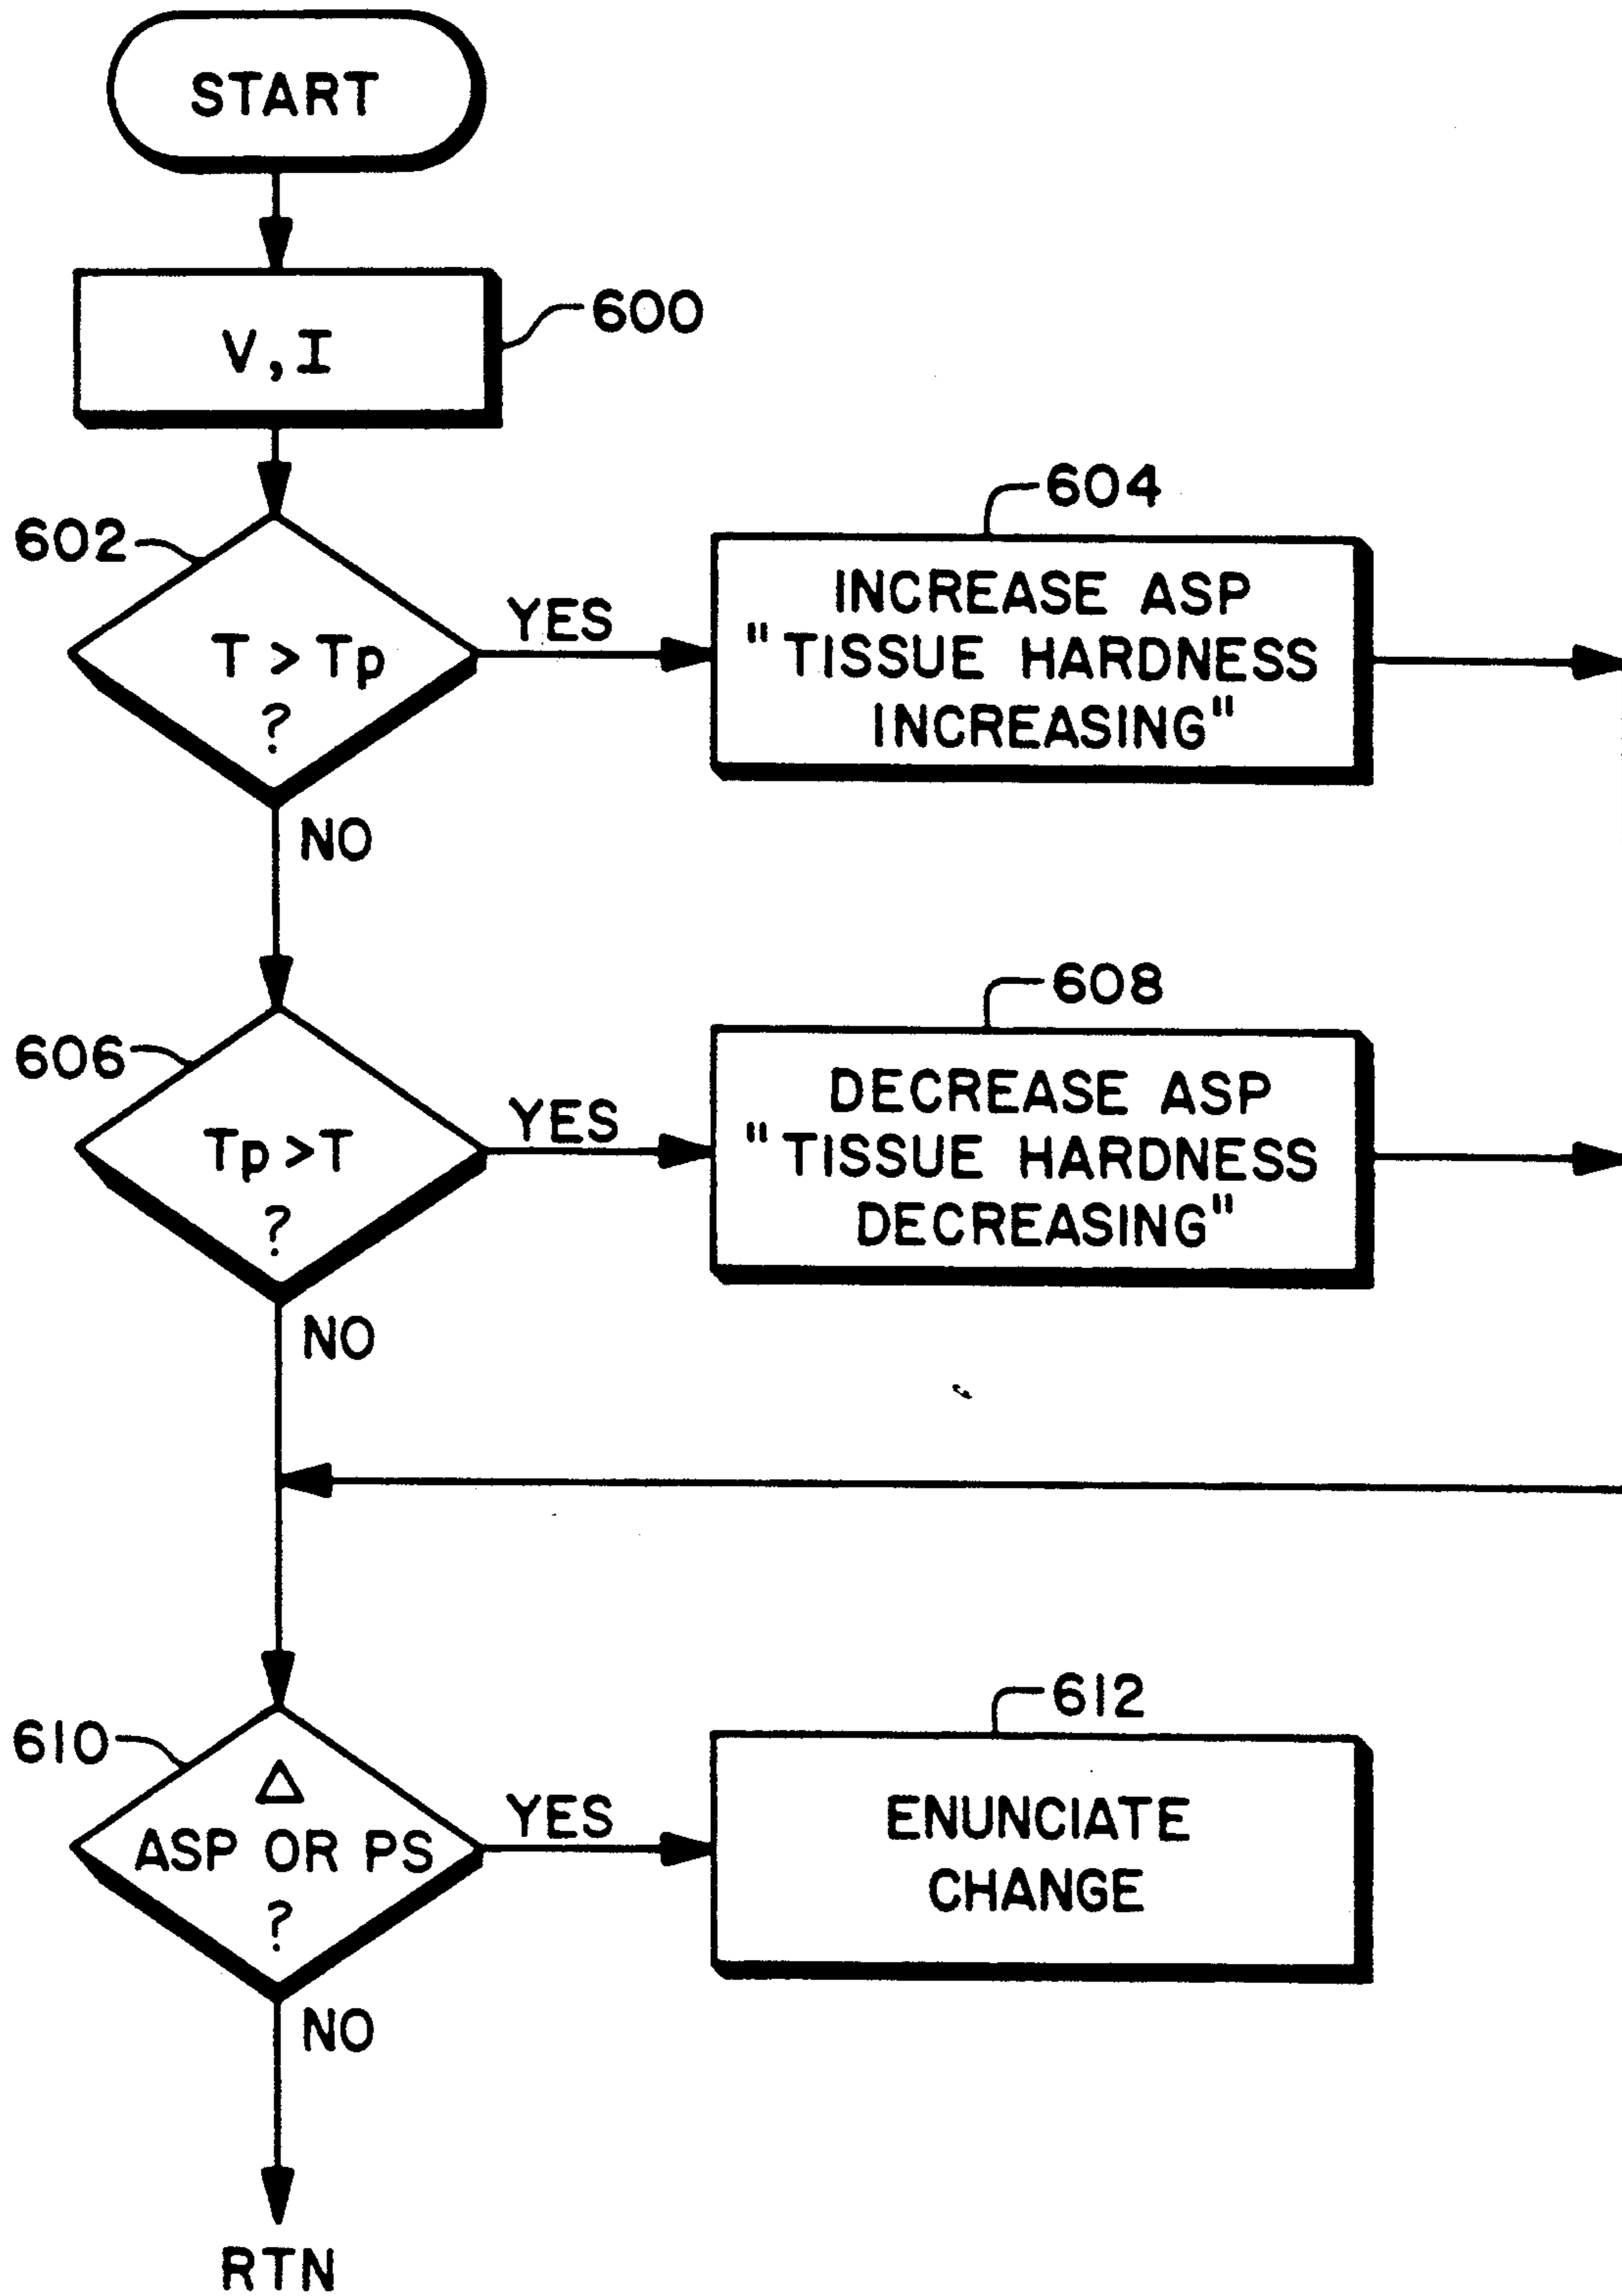 START
V, I
600
602
T > Tp
?
YES
604
INCREASE ASP
"TISSUE HARDNESS
INCREASING"
NO
606
Tp > T
?
YES
608
DECREASE ASP
"TISSUE HARDNESS
DECREASING"
NO
610
Δ
ASP OR PS
?
YES
612
ENUNCIATE
CHANGE
NO
RTN